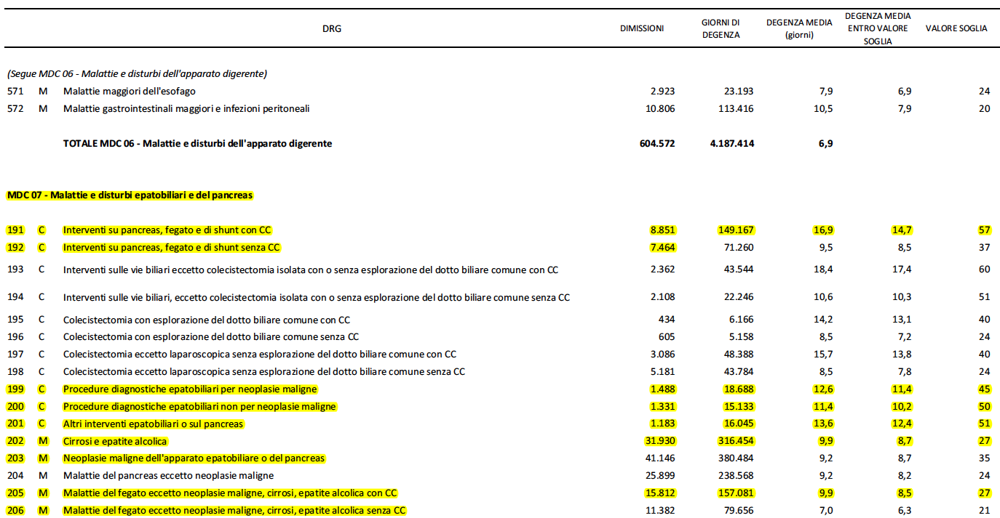 DRG DIMISSIONI GIORNI DI DEGENZA DEGENZA MEDIA (giorni) DEGENZA MEDIA ENTRO VALORE SOGLIA VALORE SOGLIA
(Segue MDC 06 - Malattie e disturbi dell'apparato digerente)
571 M Malattie maggiori dell'esofago 2.923 23.193 7,9 6,9 24
572 M Malattie gastrointestinali maggiori e infezioni peritoneali 10.806 113.416 10,5 7,9 20
TOTALE MDC 06 - Malattie e disturbi dell'apparato digerente 604.572 4.187.414 6,9
MDC 07 - Malattie e disturbi epatobiliari e del pancreas
191 C Interventi su pancreas, fegato e di shunt con CC 8.851 149.167 16,9 14,7 57
192 C Interventi su pancreas, fegato e di shunt senza CC 7.464 71.260 9,5 8,5 37
193 C Interventi sulle vie biliari eccetto colecistectomia isolata con o senza esplorazione del dotto biliare comune con CC 2.362 43.544 18,4 17,4 60
194 C Interventi sulle vie biliari, eccetto colecistectomia isolata con o senza esplorazione del dotto biliare comune senza CC 2.108 22.246 10,6 10,3 51
195 C Colecistectomia con esplorazione del dotto biliare comune con CC 434 6.166 14,2 13,1 40
196 C Colecistectomia con esplorazione del dotto biliare comune senza CC 605 5.158 8,5 7,2 24
197 C Colecistectomia eccetto laparoscopica senza esplorazione del dotto biliare comune con CC 3.086 48.388 15,7 13,8 40
198 C Colecistectomia eccetto laparoscopica senza esplorazione del dotto biliare comune senza CC 5.181 43.784 8,5 7,8 24
199 C Procedure diagnostiche epatobiliari per neoplasie maligne 1.488 18.688 12,6 11,4 45
200 C Procedure diagnostiche epatobiliari non per neoplasie maligne 1.331 15.133 11,4 10,2 50
201 C Altri interventi epatobiliari o sul pancreas 1.183 16.045 13,6 12,4 51
202 M Cirrosi e epatite alcolica 31.930 316.454 9,9 8,7 27
203 M Neoplasie maligne dell'apparato epatobiliare o del pancreas 41.146 380.484 9,2 8,7 35
204 M Malattie del pancreas eccetto neoplasie maligne 25.899 238.568 9,2 8,2 24
205 M Malattie del fegato eccetto neoplasie maligne, cirrosi, epatite alcolica con CC 15.812 157.081 9,9 8,5 27
206 M Malattie del fegato eccetto neoplasie maligne, cirrosi, epatite alcolica senza CC 11.382 79.656 7,0 6,3 21